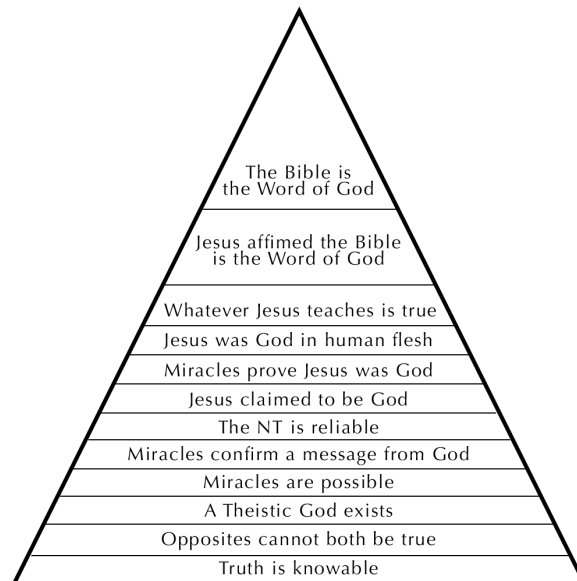 The Bible is
the Word of God
Jesus affimed the Bible
is the Word of God
Whatever Jesus teaches is true
Jesus was God in human flesh
Miracles prove Jesus was God
Jesus claimed to be God
The NT is reliable
Miracles confirm a message from God
Miracles are possible
A Theistic God exists
Opposites cannot both be true
Truth is knowable